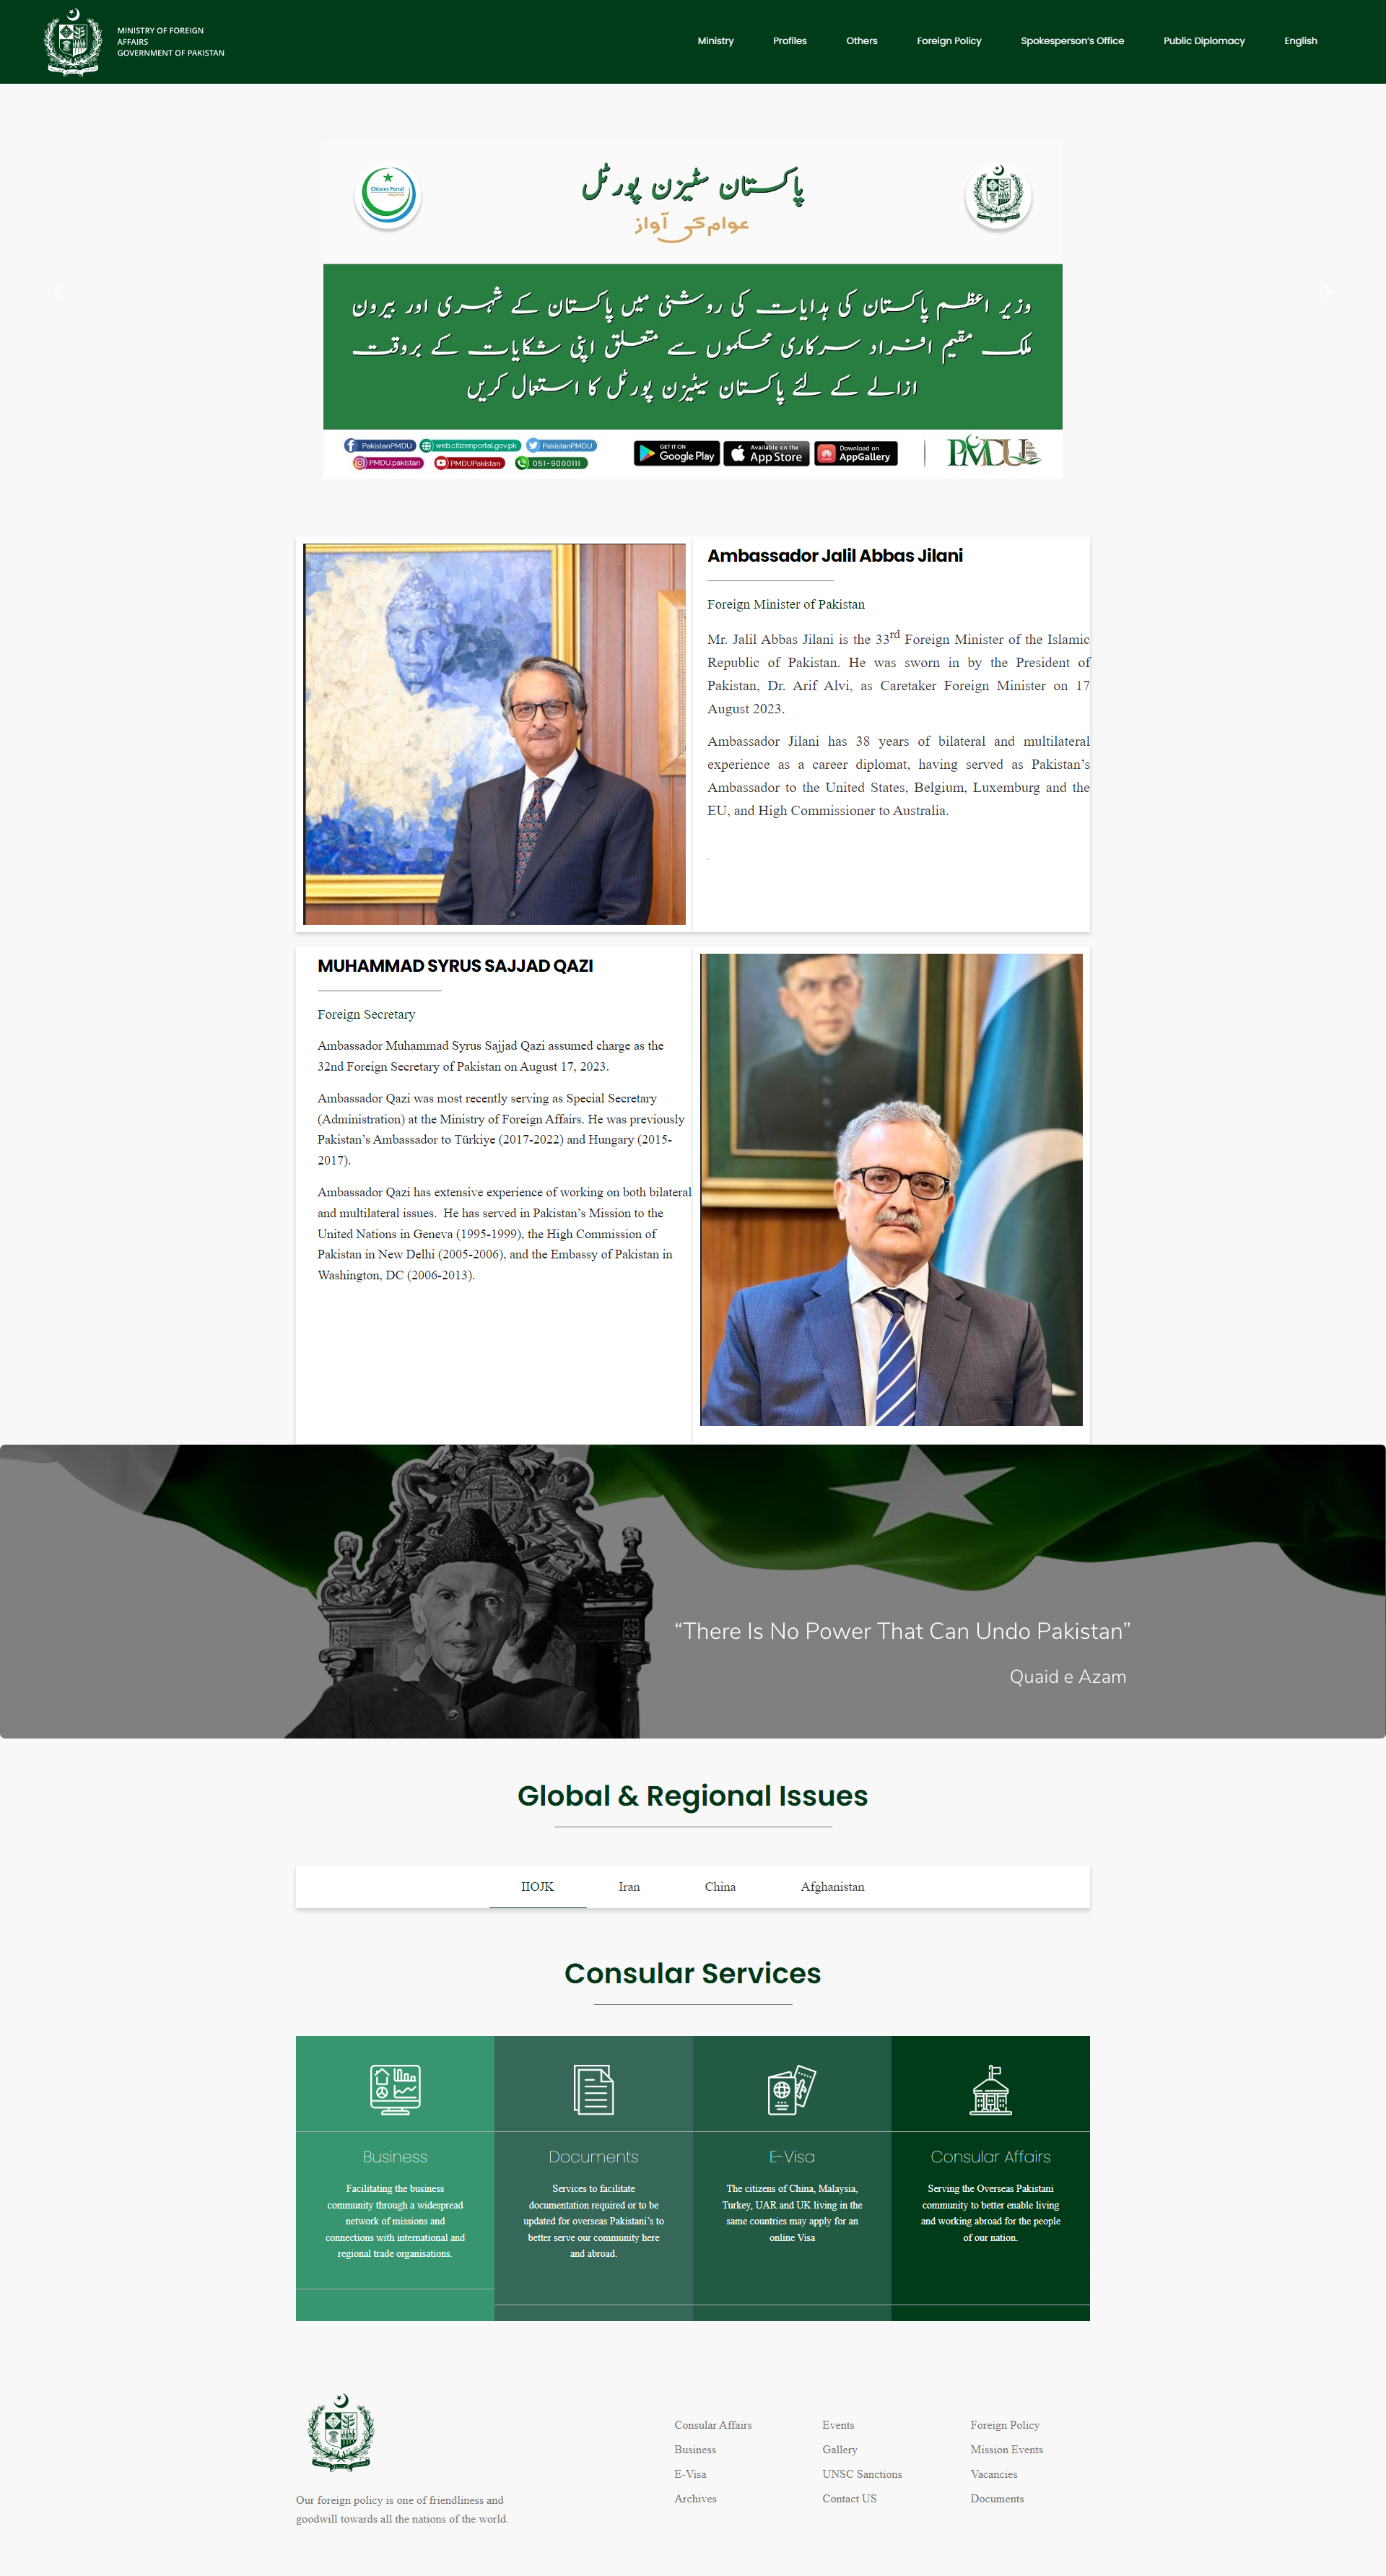 MINISTRY OF FOREIGN
AFFAIRS
GOVERNMENT OF PAKISTAN
Ministry
Profiles
Others
Foreign Policy
Spokesperson's Office
Public Diplomacy
English
Citizens Portal
پاکستان سٹیزن پورٹل
عوام کی آواز
وزیر اعظم پاکستان کی ہدایات کی روشنی میں پاکستان کے شہری اور بیرون
ملک مقیم افراد سرکاری محکموں سے متعلق اپنی شکایات کے بروقت
ازالے کے لئے پاکستان سیٹیزن پورٹل کا استعمال کریں
PakistanPMDU
web.citizenportal.gov.pk
PakistanPMDU
PMDU.pakistan
PMDUPakistan
051-9000111
GET IT ON
Google Play
Available on the
App Store
Download on
AppGallery
PMDU
Ambassador Jalil Abbas Jilani
Foreign Minister of Pakistan
Mr. Jalil Abbas Jilani is the 33rd Foreign Minister of the Islamic
Republic of Pakistan. He was sworn in by the President of
Pakistan, Dr. Arif Alvi, as Caretaker Foreign Minister on 17
August 2023.
Ambassador Jilani has 38 years of bilateral and multilateral
experience as a career diplomat, having served as Pakistan's
Ambassador to the United States, Belgium, Luxemburg and the
EU, and High Commissioner to Australia.
MUHAMMAD SYRUS SAJJAD QAZI
Foreign Secretary
Ambassador Muhammad Syrus Sajjad Qazi assumed charge as the
32nd Foreign Secretary of Pakistan on August 17, 2023.
Ambassador Qazi was most recently serving as Special Secretary
(Administration) at the Ministry of Foreign Affairs. He was previously
Pakistan's Ambassador to Türkiye (2017-2022) and Hungary (2015-
2017).
Ambassador Qazi has extensive experience of working on both bilateral
and multilateral issues.  He has served in Pakistan's Mission to the
United Nations in Geneva (1995-1999), the High Commission of
Pakistan in New Delhi (2005-2006), and the Embassy of Pakistan in
Washington, DC (2006-2013).
“There Is No Power That Can Undo Pakistan”
Quaid e Azam
Global & Regional Issues
IIOJK
Iran
China
Afghanistan
Consular Services
Business
Facilitating the business
community through a widespread
network of missions and
connections with international and
regional trade organisations.
Documents
Services to facilitate
documentation required or to be
updated for overseas Pakistani's to
better serve our community here
and abroad.
E-Visa
The citizens of China, Malaysia,
Turkey, UAR and UK living in the
same countries may apply for an
online Visa
Consular Affairs
Serving the Overseas Pakistani
community to better enable living
and working abroad for the people
of our nation.
Our foreign policy is one of friendliness and
goodwill towards all the nations of the world.
Consular Affairs
Business
E-Visa
Archives
Events
Gallery
UNSC Sanctions
Contact US
Foreign Policy
Mission Events
Vacancies
Documents